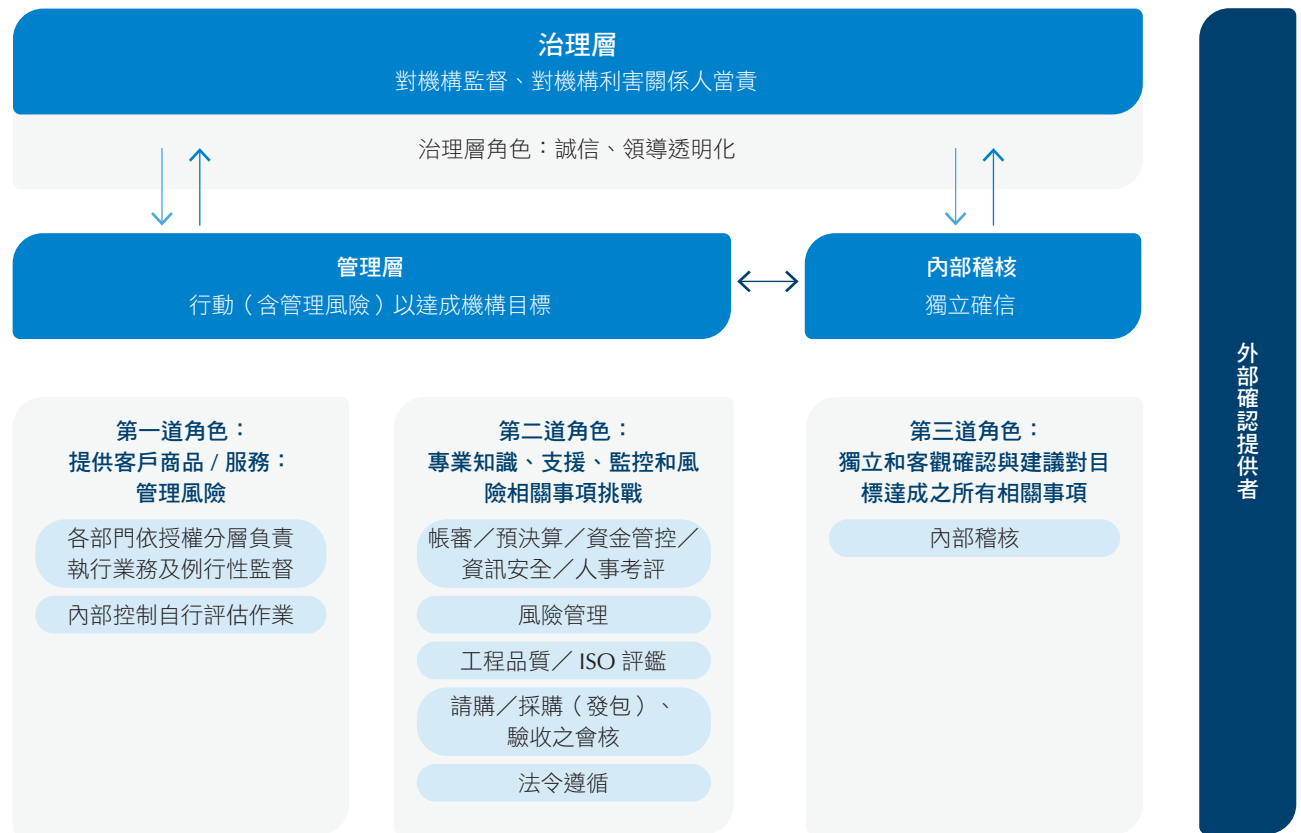 治理層
對機構監督、對機構利害關係人當責
治理層角色：誠信、領導透明化
管理層
行動（含管理風險）以達成機構目標
內部稽核
獨立確信
第一道角色：
提供客戶商品 / 服務：
管理風險
各部門依授權分層負責
執行業務及例行性監督
內部控制自行評估作業
第二道角色：
專業知識、支援、監控和風
險相關事項挑戰
帳審／預決算／資金管控／
資訊安全／人事考評
風險管理
工程品質／ ISO 評鑑
請購／採購（發包）、
驗收之會核
法令遵循
第三道角色：
獨立和客觀確認與建議對目
標達成之所有相關事項
內部稽核
外部確認提供者